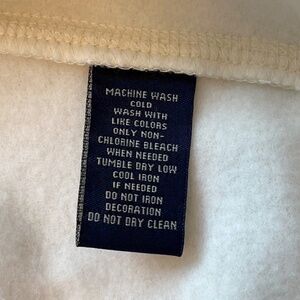 MACHINE WASH
COLD
WASH WITH
LIKE COLORS
ONLY NON-
CHLORINE BLEACH
WHEN NEEDED
TUMBLE DRY LOW
COOL IRON
IF NEEDED
DO NOT IRON
DECORATION
DO NOT DRY CLEAN